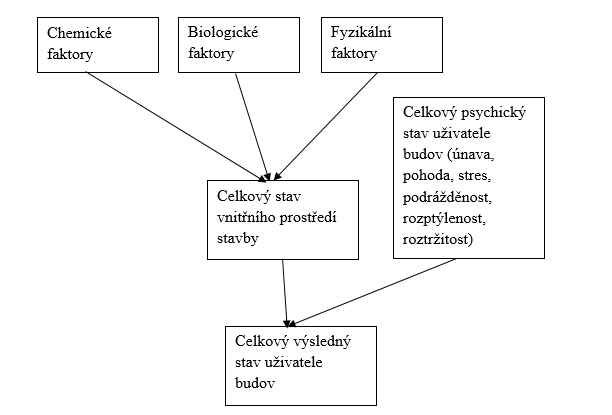 Chemické
faktory
Biologické
faktory
Fyzikální
faktory
Celkový psychický
stav uživatele
budov (únava,
pohoda, stres,
podrážděnost,
rozptýlenost,
roztržitost)
Celkový stav
vnitřního prostředí
stavby
Celkový výsledný
stav uživatele
budov